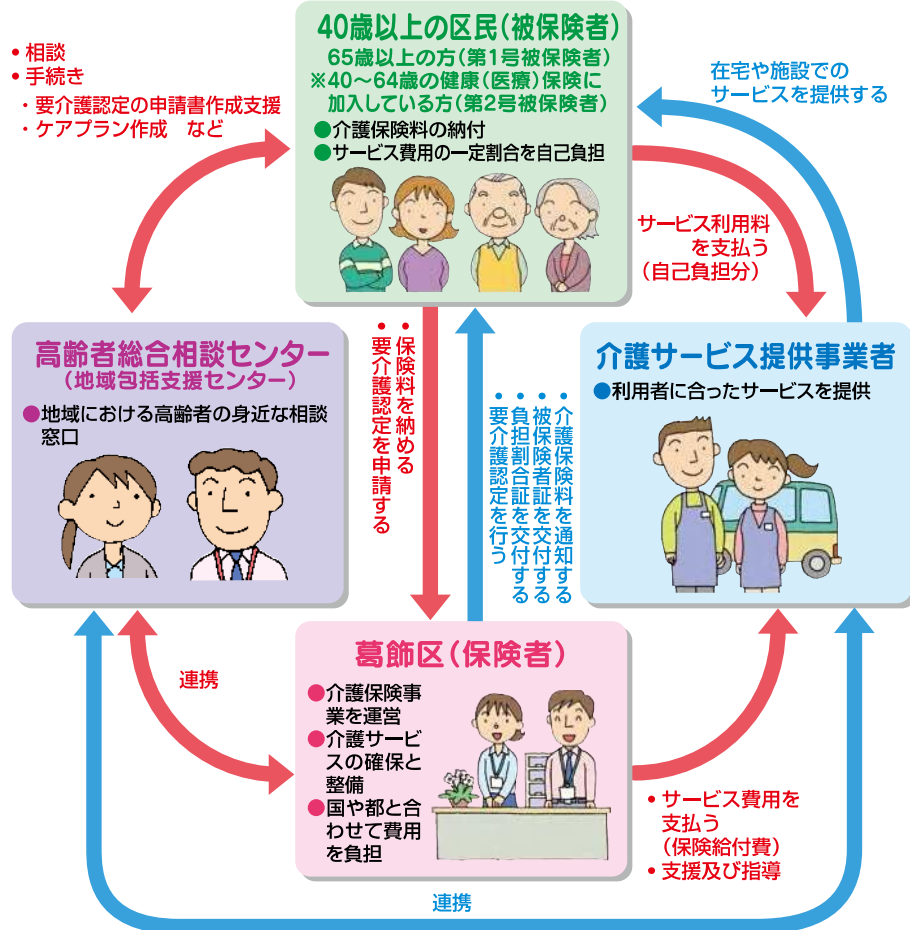 40歳以上の区民(被保険者)
65歳以上の方(第1号被保険者)
※40～64歳の健康(医療)保険に
加入している方(第2号被保険者)
●介護保険料の納付
●サービス費用の一定割合を自己負担
•相談
•手続き
・要介護認定の申請書作成支援
・ケアプラン作成　など
在宅や施設での
サービスを提供する
サービス利用料
を支払う
(自己負担分)
高齢者総合相談センター
(地域包括支援センター)
●地域における高齢者の身近な相談
窓口
•保険料を納める
•要介護認定を申請する
•介護保険料を通知する
•被保険者証を交付する
•負担割合証を交付する
•要介護認定を行う
介護サービス提供事業者
●利用者に合ったサービスを提供
連携
葛飾区(保険者)
●介護保険事
業を運営
●介護サービ
スの確保と
整備
●国や都と合
わせて費用
を負担
•サービス費用を
支払う
(保険給付費)
•支援及び指導
連携